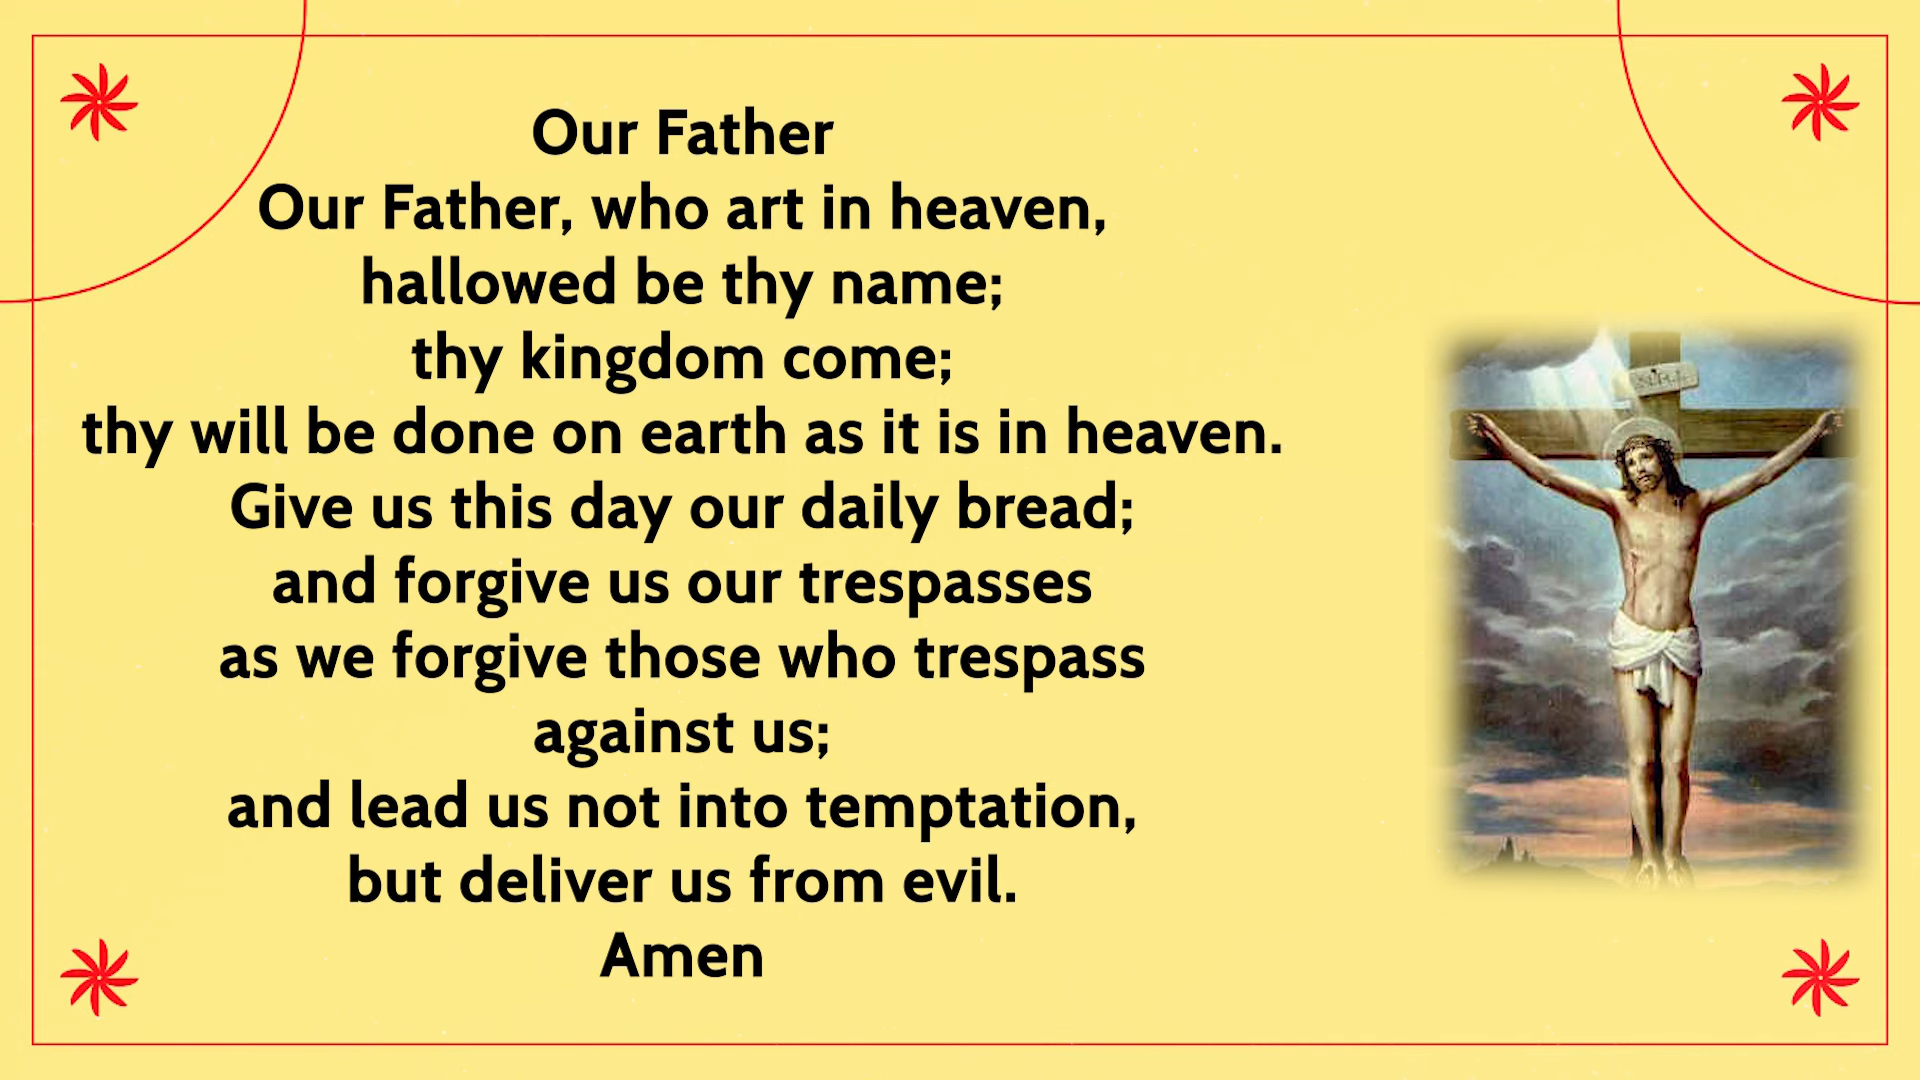 Our Father
Our Father, who art in heaven,
hallowed be thy name;
thy kingdom come;
thy will be done on earth as it is in heaven.
Give us this day our daily bread;
and forgive us our trespasses
as we forgive those who trespass
against us;
and lead us not into temptation,
but deliver us from evil.
Amen